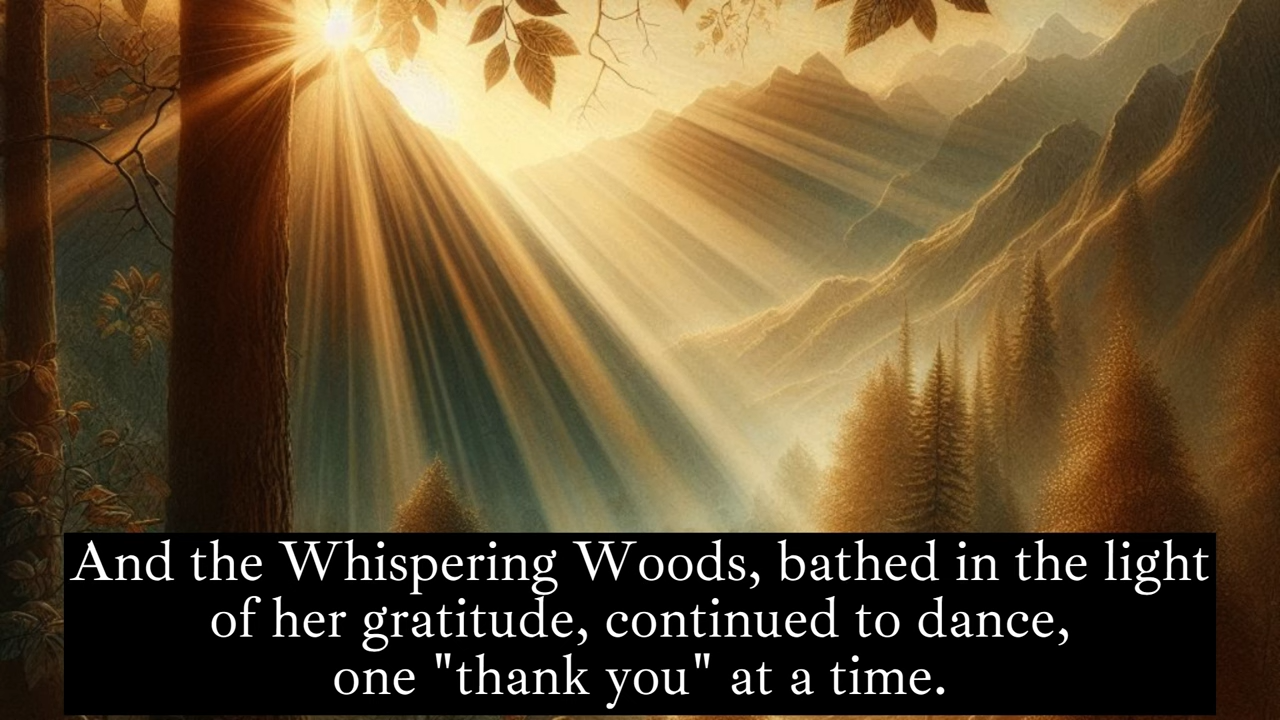 And the Whispering Woods, bathed in the light
of her gratitude, continued to dance,
one "thank you" at a time.